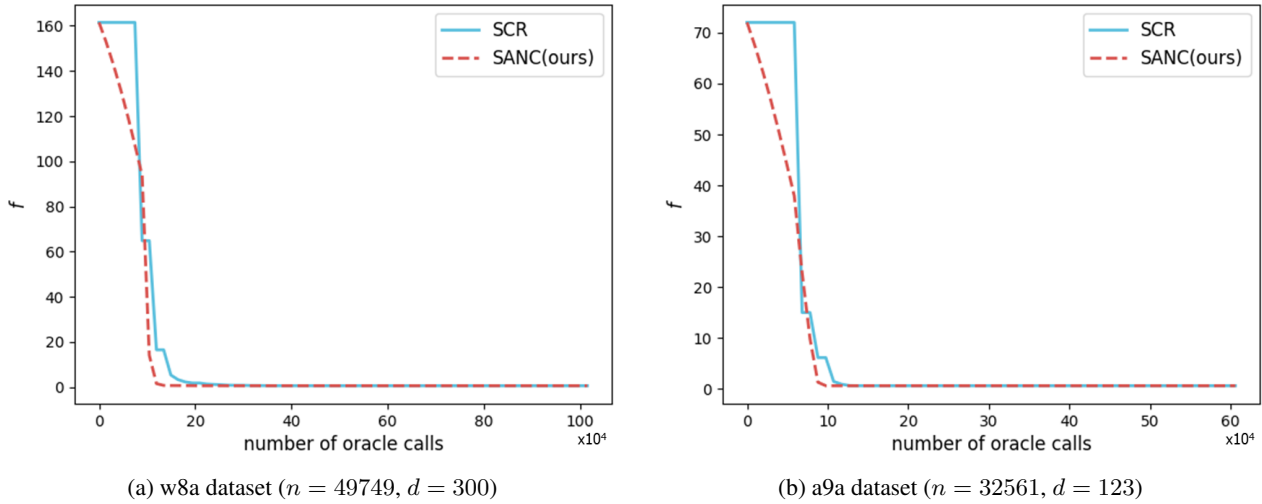 160
140
120
100
80
60
40
20
0
f
SCR
SANC(ours)
0 20 40 60 80 100
x10⁴
number of oracle calls
(a) w8a dataset (n = 49749, d = 300)
70
60
50
40
30
20
10
0
f
SCR
SANC(ours)
0 10 20 30 40 50 60
x10⁴
number of oracle calls
(b) a9a dataset (n = 32561, d = 123)